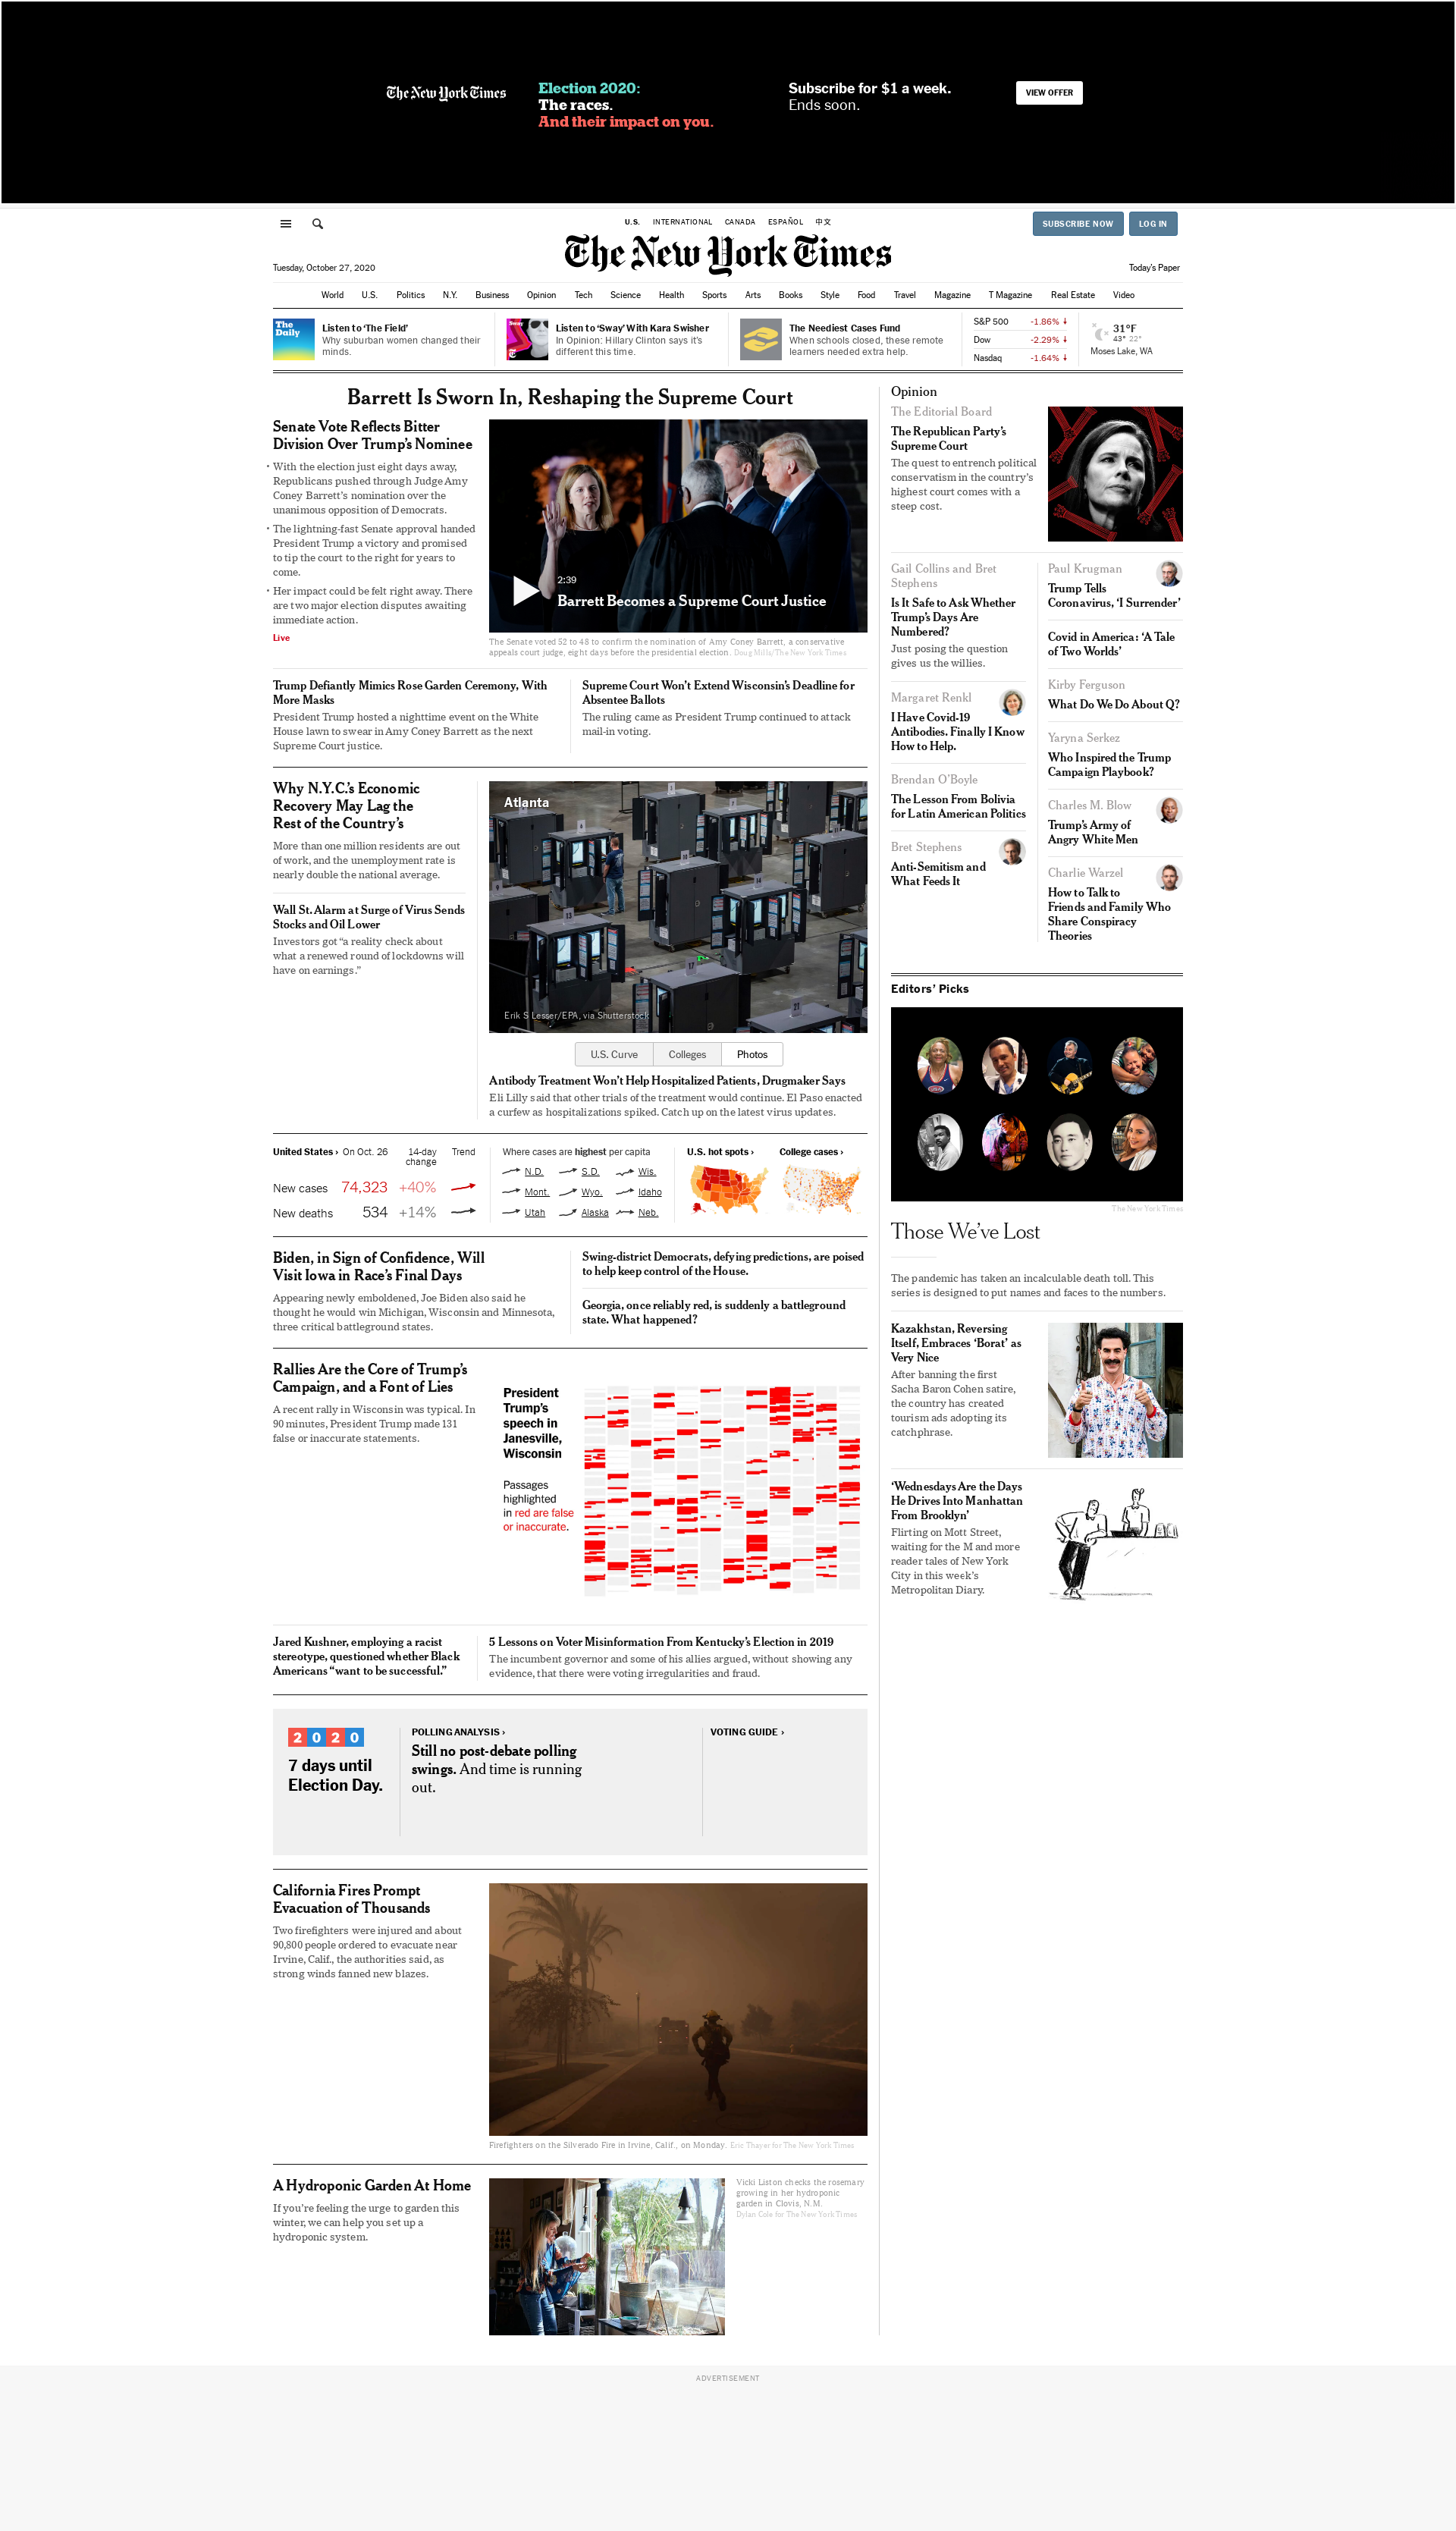 The New York Times
Election 2020:
The races.
And their impact on you.
Subscribe for $1 a week.
Ends soon.
VIEW OFFER
U.S. INTERNATIONAL CANADA ESPAÑOL 中文
SUBSCRIBE NOW
LOG IN
The New York Times
Tuesday, October 27, 2020
Today's Paper
World U.S. Politics N.Y. Business Opinion Tech Science Health Sports Arts Books Style Food Travel Magazine T Magazine Real Estate Video
The
Daily
Listen to ‘The Field’
Why suburban women changed their
minds.
Sway
Listen to ‘Sway’ With Kara Swisher
In Opinion: Hillary Clinton says it’s
different this time.
The Neediest Cases Fund
When schools closed, these remote
learners needed extra help.
S&P 500 -1.86%
Dow -2.29%
Nasdaq -1.64%
31°F
43° 22°
Moses Lake, WA
Barrett Is Sworn In, Reshaping the Supreme Court
Senate Vote Reflects Bitter
Division Over Trump’s Nominee
• With the election just eight days away,
Republicans pushed through Judge Amy
Coney Barrett’s nomination over the
unanimous opposition of Democrats.
• The lightning-fast Senate approval handed
President Trump a victory and promised
to tip the court to the right for years to
come.
• Her impact could be felt right away. There
are two major election disputes awaiting
immediate action.
Live
2:39
Barrett Becomes a Supreme Court Justice
The Senate voted 52 to 48 to confirm the nomination of Amy Coney Barrett, a conservative
appeals court judge, eight days before the presidential election. Doug Mills/The New York Times
Trump Defiantly Mimics Rose Garden Ceremony, With
More Masks
President Trump hosted a nighttime event on the White
House lawn to swear in Amy Coney Barrett as the next
Supreme Court justice.
Supreme Court Won’t Extend Wisconsin’s Deadline for
Absentee Ballots
The ruling came as President Trump continued to attack
mail-in voting.
Why N.Y.C.’s Economic
Recovery May Lag the
Rest of the Country’s
More than one million residents are out
of work, and the unemployment rate is
nearly double the national average.
Wall St. Alarm at Surge of Virus Sends
Stocks and Oil Lower
Investors got “a reality check about
what a renewed round of lockdowns will
have on earnings.”
Atlanta
13
17
Erik S Lesser/EPA, via Shutterstock
U.S. Curve
Colleges
Photos
Antibody Treatment Won’t Help Hospitalized Patients, Drugmaker Says
Eli Lilly said that other trials of the treatment would continue. El Paso enacted
a curfew as hospitalizations spiked. Catch up on the latest virus updates.
United States › On Oct. 26 14-day
change Trend
New cases 74,323 +40%
New deaths 534 +14%
Where cases are highest per capita
N.D. S.D. Wis.
Mont. Wyo. Idaho
Utah Alaska Neb.
U.S. hot spots ›
College cases ›
Biden, in Sign of Confidence, Will
Visit Iowa in Race’s Final Days
Appearing newly emboldened, Joe Biden also said he
thought he would win Michigan, Wisconsin and Minnesota,
three critical battleground states.
Swing-district Democrats, defying predictions, are poised
to help keep control of the House.
Georgia, once reliably red, is suddenly a battleground
state. What happened?
Rallies Are the Core of Trump’s
Campaign, and a Font of Lies
A recent rally in Wisconsin was typical. In
90 minutes, President Trump made 131
false or inaccurate statements.
President
Trump’s
speech in
Janesville,
Wisconsin
Passages
highlighted
in red are false
or inaccurate.
Jared Kushner, employing a racist
stereotype, questioned whether Black
Americans “want to be successful.”
5 Lessons on Voter Misinformation From Kentucky’s Election in 2019
The incumbent governor and some of his allies argued, without showing any
evidence, that there were voting irregularities and fraud.
2020
7 days until
Election Day.
POLLING ANALYSIS ›
Still no post-debate polling
swings. And time is running
out.
VOTING GUIDE ›
California Fires Prompt
Evacuation of Thousands
Two firefighters were injured and about
90,800 people ordered to evacuate near
Irvine, Calif., the authorities said, as
strong winds fanned new blazes.
Firefighters on the Silverado Fire in Irvine, Calif., on Monday. Eric Thayer for The New York Times
A Hydroponic Garden At Home
If you’re feeling the urge to garden this
winter, we can help you set up a
hydroponic system.
Vicki Liston checks the rosemary
growing in her hydroponic
garden in Clovis, N.M.
Dylan Cole for The New York Times
Opinion
The Editorial Board
The Republican Party’s
Supreme Court
The quest to entrench political
conservatism in the country’s
highest court comes with a
steep cost.
Gail Collins and Bret
Stephens
Is It Safe to Ask Whether
Trump’s Days Are
Numbered?
Just posing the question
gives us the willies.
Margaret Renkl
I Have Covid-19
Antibodies. Finally I Know
How to Help.
Brendan O’Boyle
The Lesson From Bolivia
for Latin American Politics
Bret Stephens
Anti-Semitism and
What Feeds It
Paul Krugman
Trump Tells
Coronavirus, ‘I Surrender’
Covid in America: ‘A Tale
of Two Worlds’
Kirby Ferguson
What Do We Do About Q?
Yaryna Serkez
Who Inspired the Trump
Campaign Playbook?
Charles M. Blow
Trump’s Army of
Angry White Men
Charlie Warzel
How to Talk to
Friends and Family Who
Share Conspiracy
Theories
Editors’ Picks
The New York Times
Those We’ve Lost
The pandemic has taken an incalculable death toll. This
series is designed to put names and faces to the numbers.
Kazakhstan, Reversing
Itself, Embraces ‘Borat’ as
Very Nice
After banning the first
Sacha Baron Cohen satire,
the country has created
tourism ads adopting its
catchphrase.
‘Wednesdays Are the Days
He Drives Into Manhattan
From Brooklyn’
Flirting on Mott Street,
waiting for the M and more
reader tales of New York
City in this week’s
Metropolitan Diary.
ADVERTISEMENT